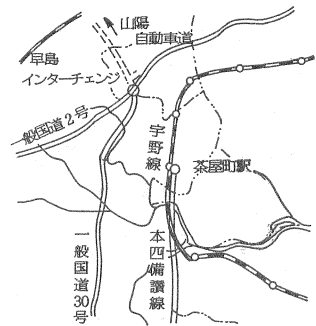 山陽
自動車道
早島
インターチェンジ
一般国道2号
宇野線
茶屋町駅
一般国道30号
本四備讃線